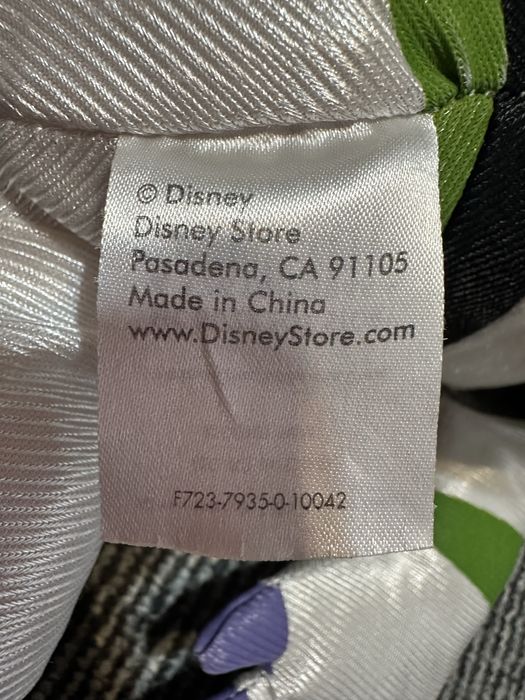 © Disney
Disney Store
Pasadena, CA 91105
Made in China
www.DisneyStore.com
F723-7935-0-10042